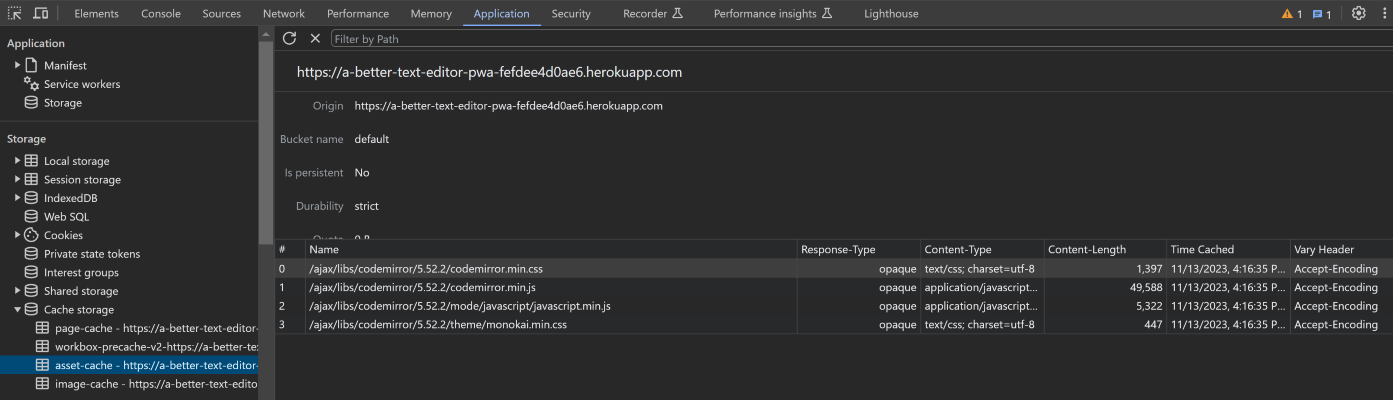 Elements Console Sources Network Performance Memory Application Security Recorder Performance insights Lighthouse 1 1
Application
Manifest
Service workers
Storage
Storage
Local storage
Session storage
IndexedDB
Web SQL
Cookies
Private state tokens
Interest groups
Shared storage
Cache storage
page-cache - https://a-better-text-editor-
workbox-precache-v2-https://a-better-te
asset-cache - https://a-better-text-editor-
image-cache - https://a-better-text-edito
Filter by Path
https://a-better-text-editor-pwa-fefdee4d0ae6.herokuapp.com
Origin https://a-better-text-editor-pwa-fefdee4d0ae6.herokuapp.com
Bucket name default
Is persistent No
Durability strict
# Name Response-Type Content-Type Content-Length Time Cached Vary Header
0 /ajax/libs/codemirror/5.52.2/codemirror.min.css opaque text/css; charset=utf-8 1,397 11/13/2023, 4:16:35 P... Accept-Encoding
1 /ajax/libs/codemirror/5.52.2/codemirror.min.js opaque application/javascript... 49,588 11/13/2023, 4:16:35 P... Accept-Encoding
2 /ajax/libs/codemirror/5.52.2/mode/javascript/javascript.min.js opaque application/javascript... 5,322 11/13/2023, 4:16:35 P... Accept-Encoding
3 /ajax/libs/codemirror/5.52.2/theme/monokai.min.css opaque text/css; charset=utf-8 447 11/13/2023, 4:16:35 P... Accept-Encoding